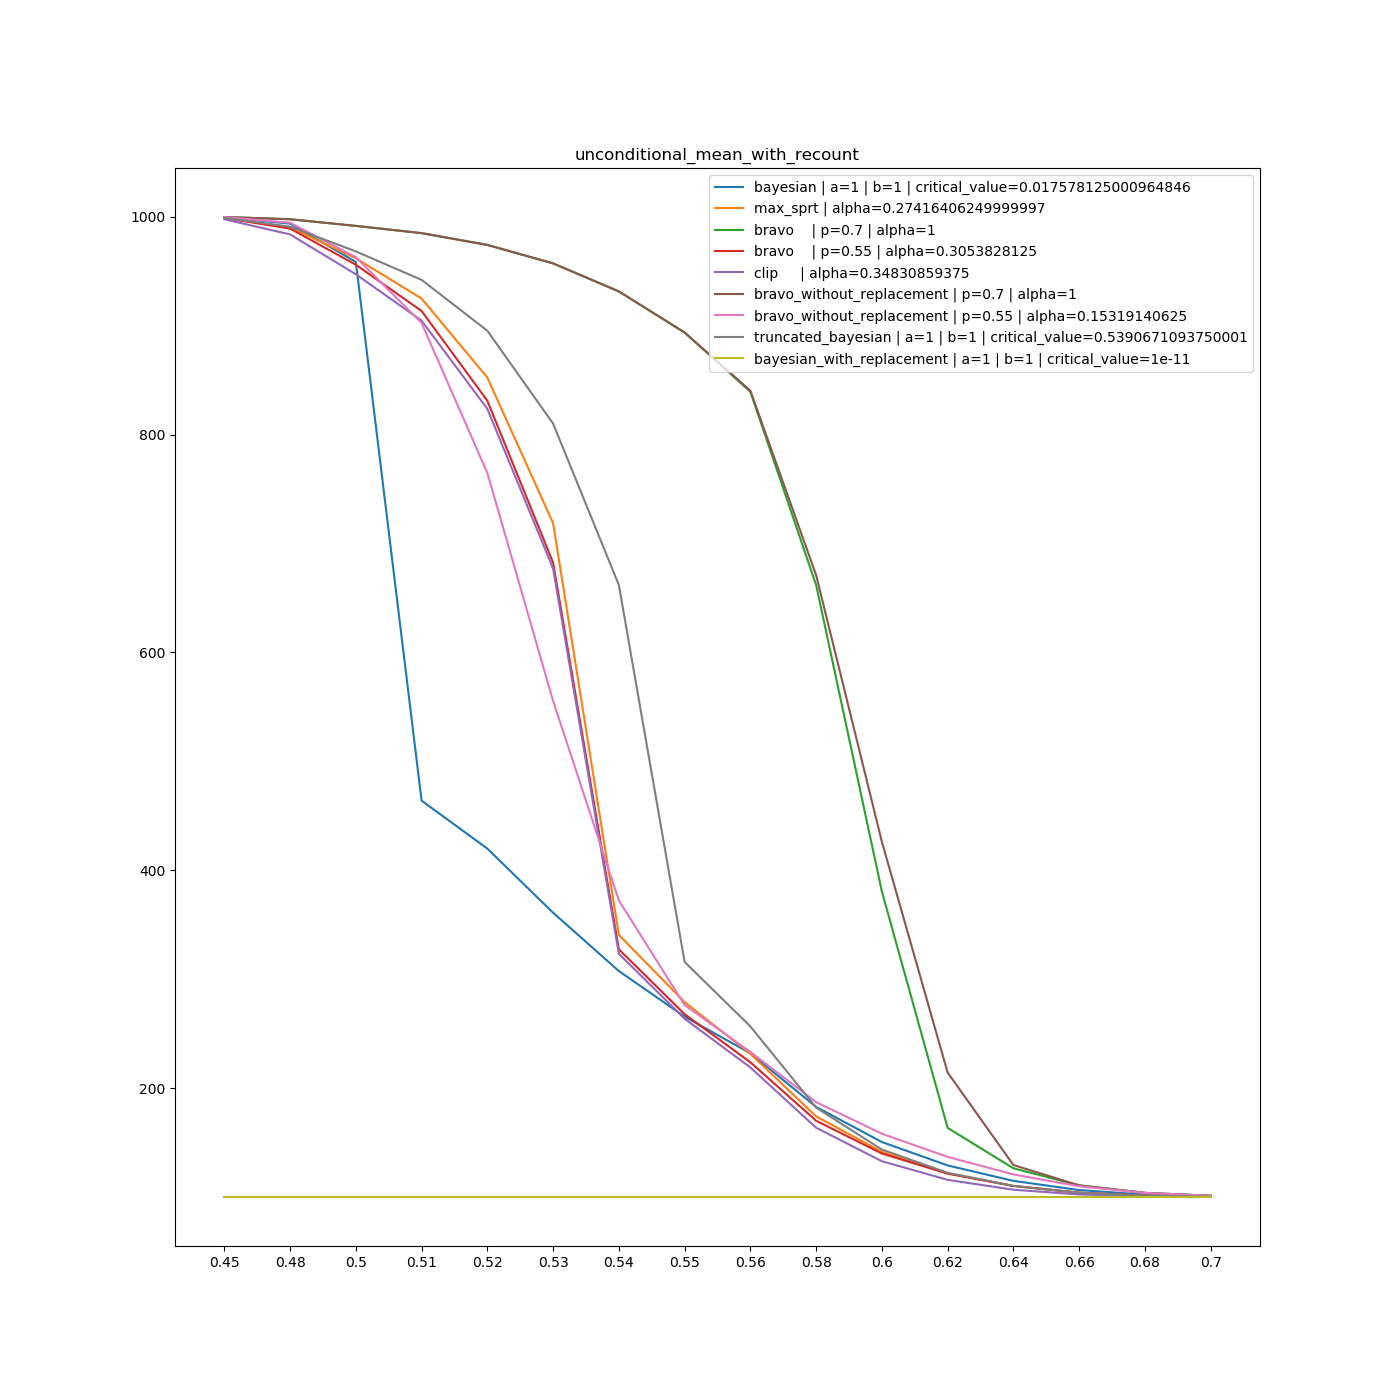 unconditional_mean_with_recount
bayesian | a=1 | b=1 | critical_value=0.017578125000964846
max_sprt | alpha=0.27416406249999997
bravo    | p=0.7 | alpha=1
bravo    | p=0.55 | alpha=0.3053828125
clip     | alpha=0.34830859375
bravo_without_replacement | p=0.7 | alpha=1
bravo_without_replacement | p=0.55 | alpha=0.15319140625
truncated_bayesian | a=1 | b=1 | critical_value=0.5390671093750001
bayesian_with_replacement | a=1 | b=1 | critical_value=1e-11
1000
800
600
400
200
0.45 0.48 0.5 0.51 0.52 0.53 0.54 0.55 0.56 0.58 0.6 0.62 0.64 0.66 0.68 0.7